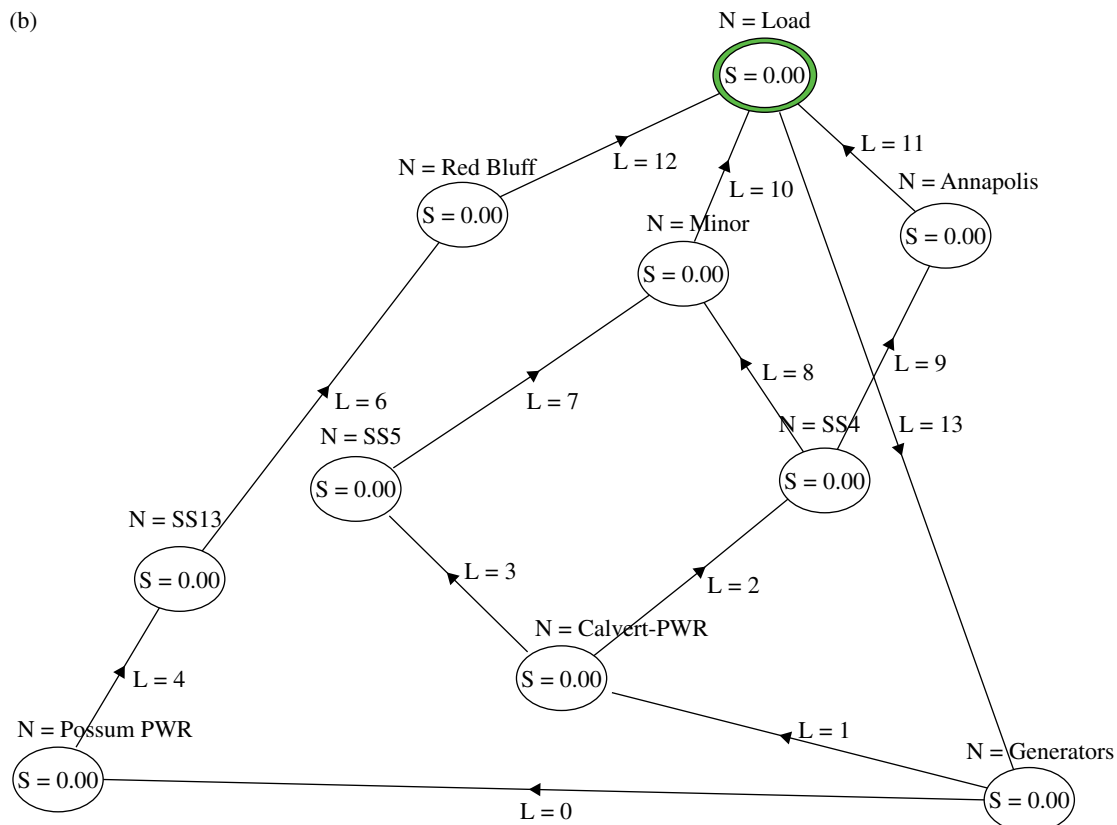 (b)
N = Load
S = 0.00
L = 11
L = 12
N = Red Bluff
L = 10
N = Annapolis
S = 0.00
N = Minor
S = 0.00
S = 0.00
L = 9
L = 8
L = 6
L = 7
N = SS4
L = 13
N = SS5
S = 0.00
S = 0.00
N = SS13
L = 3
S = 0.00
L = 2
N = Calvert-PWR
L = 4
S = 0.00
N = Possum PWR
L = 1
N = Generators
S = 0.00
S = 0.00
L = 0